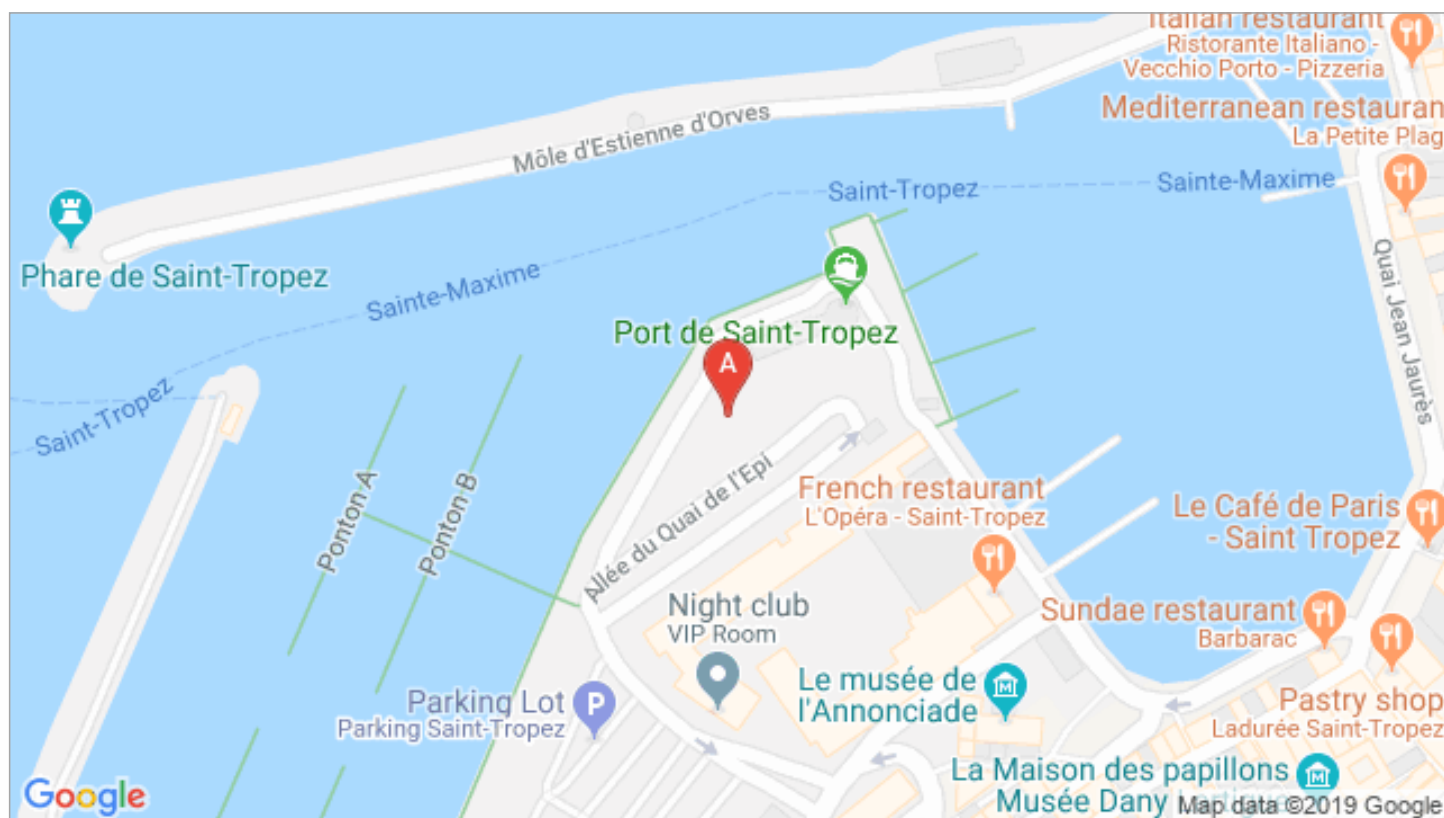 Italian restaurant
Ristorante Italiano -
Vecchio Porto - Pizzeria
Mediterranean restauran
La Petite Plag
Môle d'Estienne d'Orves
Saint-Tropez
Sainte-Maxime
Phare de Saint-Tropez
Sainte-Maxime
Saint-Tropez
Port de Saint-Tropez
A
Quai Jean Jaurès
Ponton A
Ponton B
Allée du Quai de l'Epi
French restaurant
L'Opéra - Saint-Tropez
Le Café de Paris
- Saint Tropez
Night club
VIP Room
Sundae restaurant
Barbarac
Le musée de
l'Annonciade
Parking Lot
Parking Saint-Tropez
P
Pastry shop
Ladurée Saint-Tropez
La Maison des papillons
Musée Dany
Google
Map data ©2019 Google